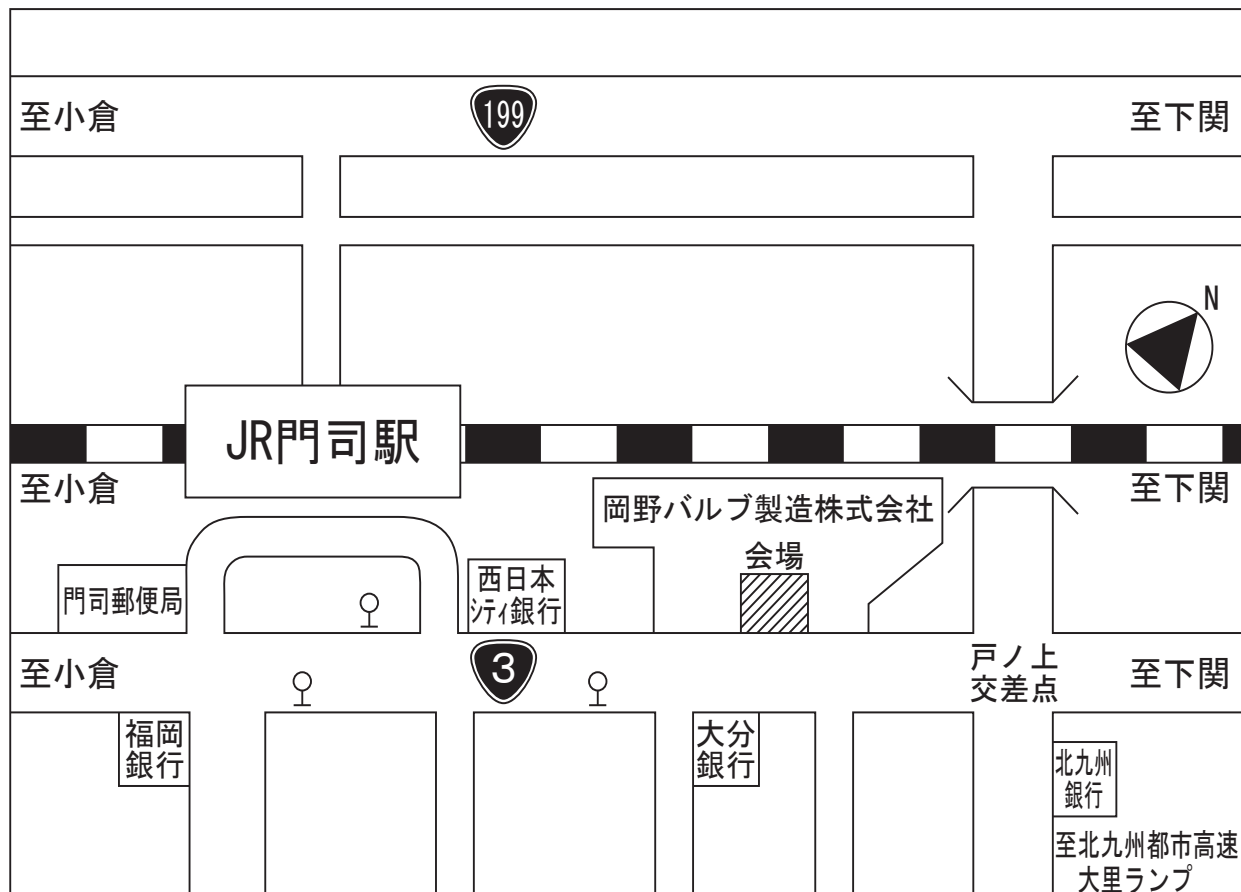 至小倉
199
至下関
N
JR門司駅
至小倉
至下関
岡野バルブ製造株式会社
会場
門司郵便局
西日本
シティ銀行
至小倉
3
戸ノ上
交差点
至下関
福岡
銀行
大分
銀行
北九州
銀行
至北九州都市高速
大里ランプ